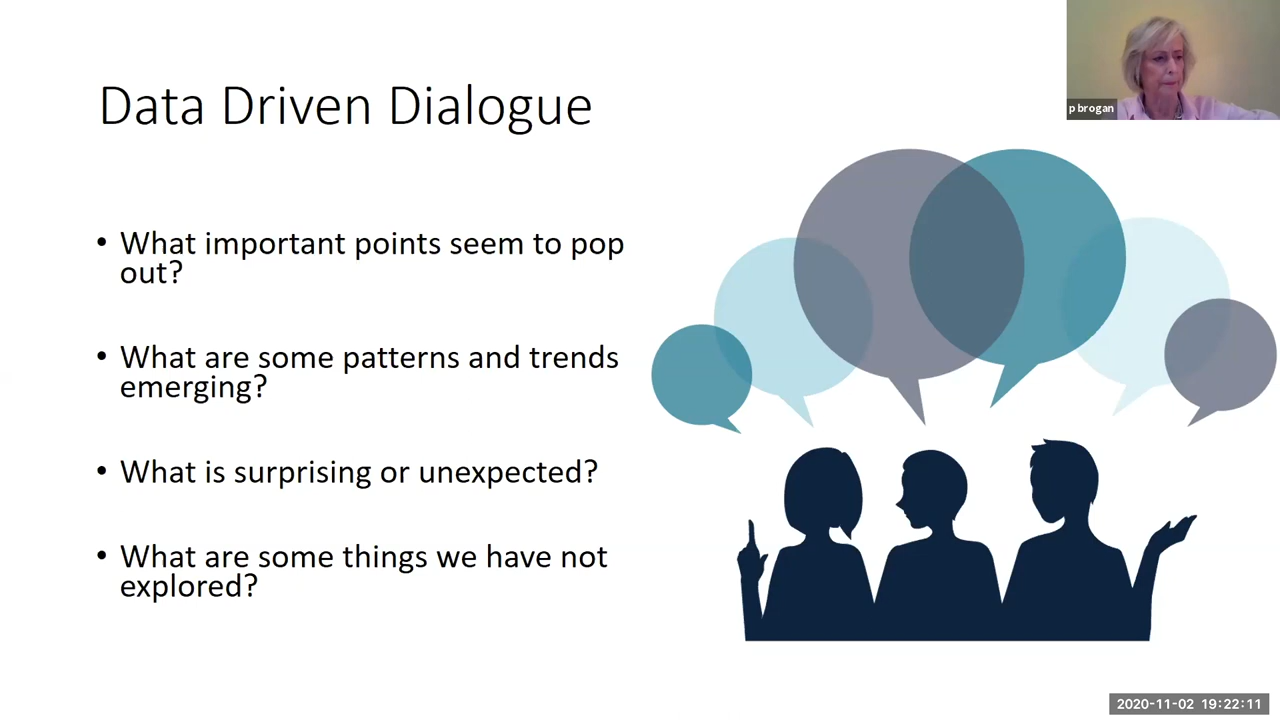 Data Driven Dialogue
p brogan
• What important points seem to pop
out?
• What are some patterns and trends
emerging?
• What is surprising or unexpected?
• What are some things we have not
explored?
2020-11-02 19:22:11